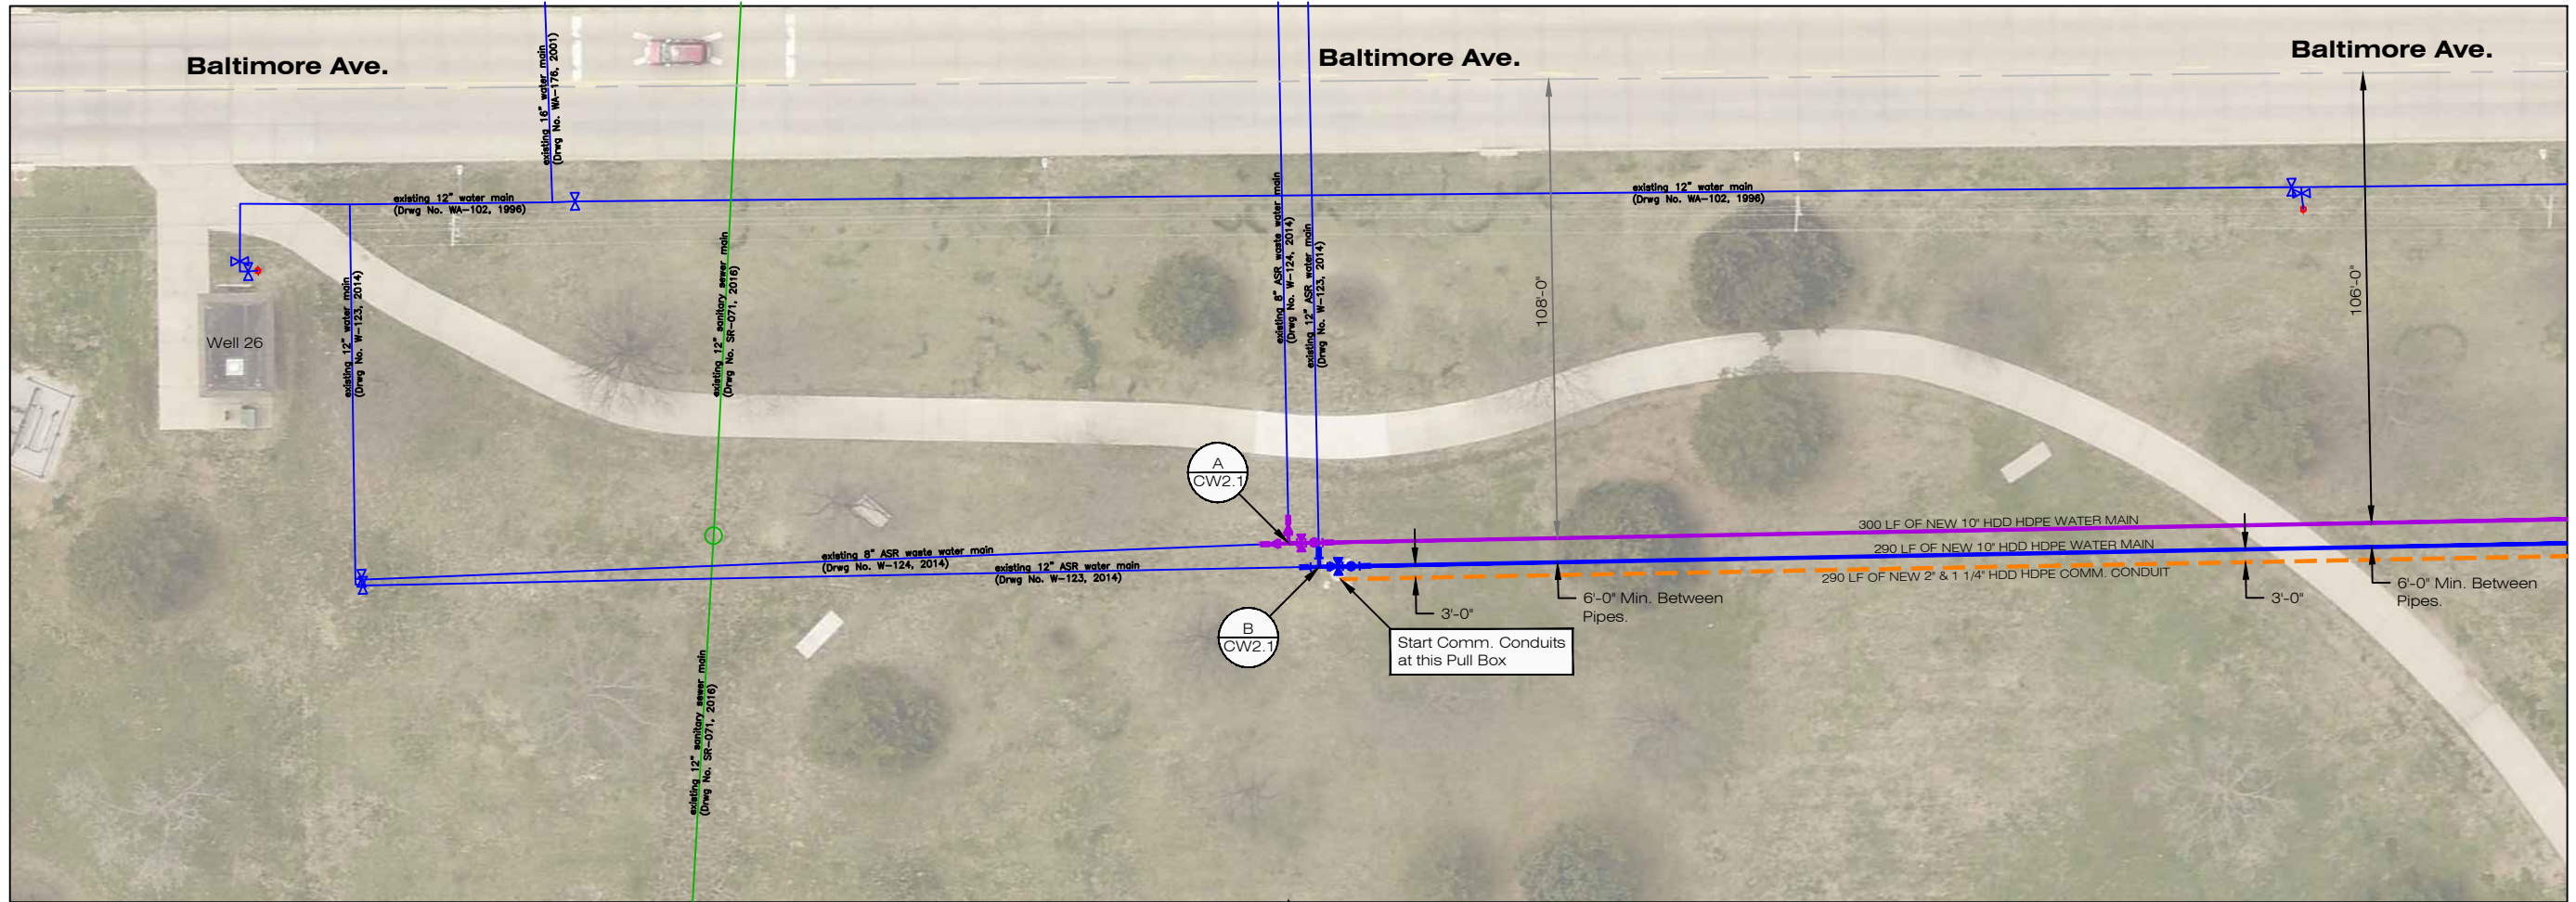 Baltimore Ave.
Baltimore Ave.
Baltimore Ave.
existing 16" water main
(Drwg No. WA-176, 2001)
existing 12" water main
(Drwg No. WA-102, 1996)
existing 12" water main
(Drwg No. WA-102, 1996)
Well 26
existing 12" water main
(Drwg No. W-123, 2014)
existing 12" sanitary sewer main
(Drwg No. SR-071, 2016)
existing 8" ASR waste water main
(Drwg No. W-124, 2014)
existing 12" ASR water main
(Drwg No. W-123, 2014)
108'-0"
106'-0"
A
CW2.1
300 LF OF NEW 10" HDD HDPE WATER MAIN
290 LF OF NEW 10" HDD HDPE WATER MAIN
290 LF OF NEW 2" & 1 1/4" HDD HDPE COMM. CONDUIT
existing 8" ASR waste water main
(Drwg No. W-124, 2014)
existing 12" ASR water main
(Drwg No. W-123, 2014)
3'-0"
6'-0" Min. Between
Pipes.
3'-0"
6'-0" Min. Between
Pipes.
B
CW2.1
Start Comm. Conduits
at this Pull Box
existing 12" sanitary sewer main
(Drwg No. SR-071, 2016)